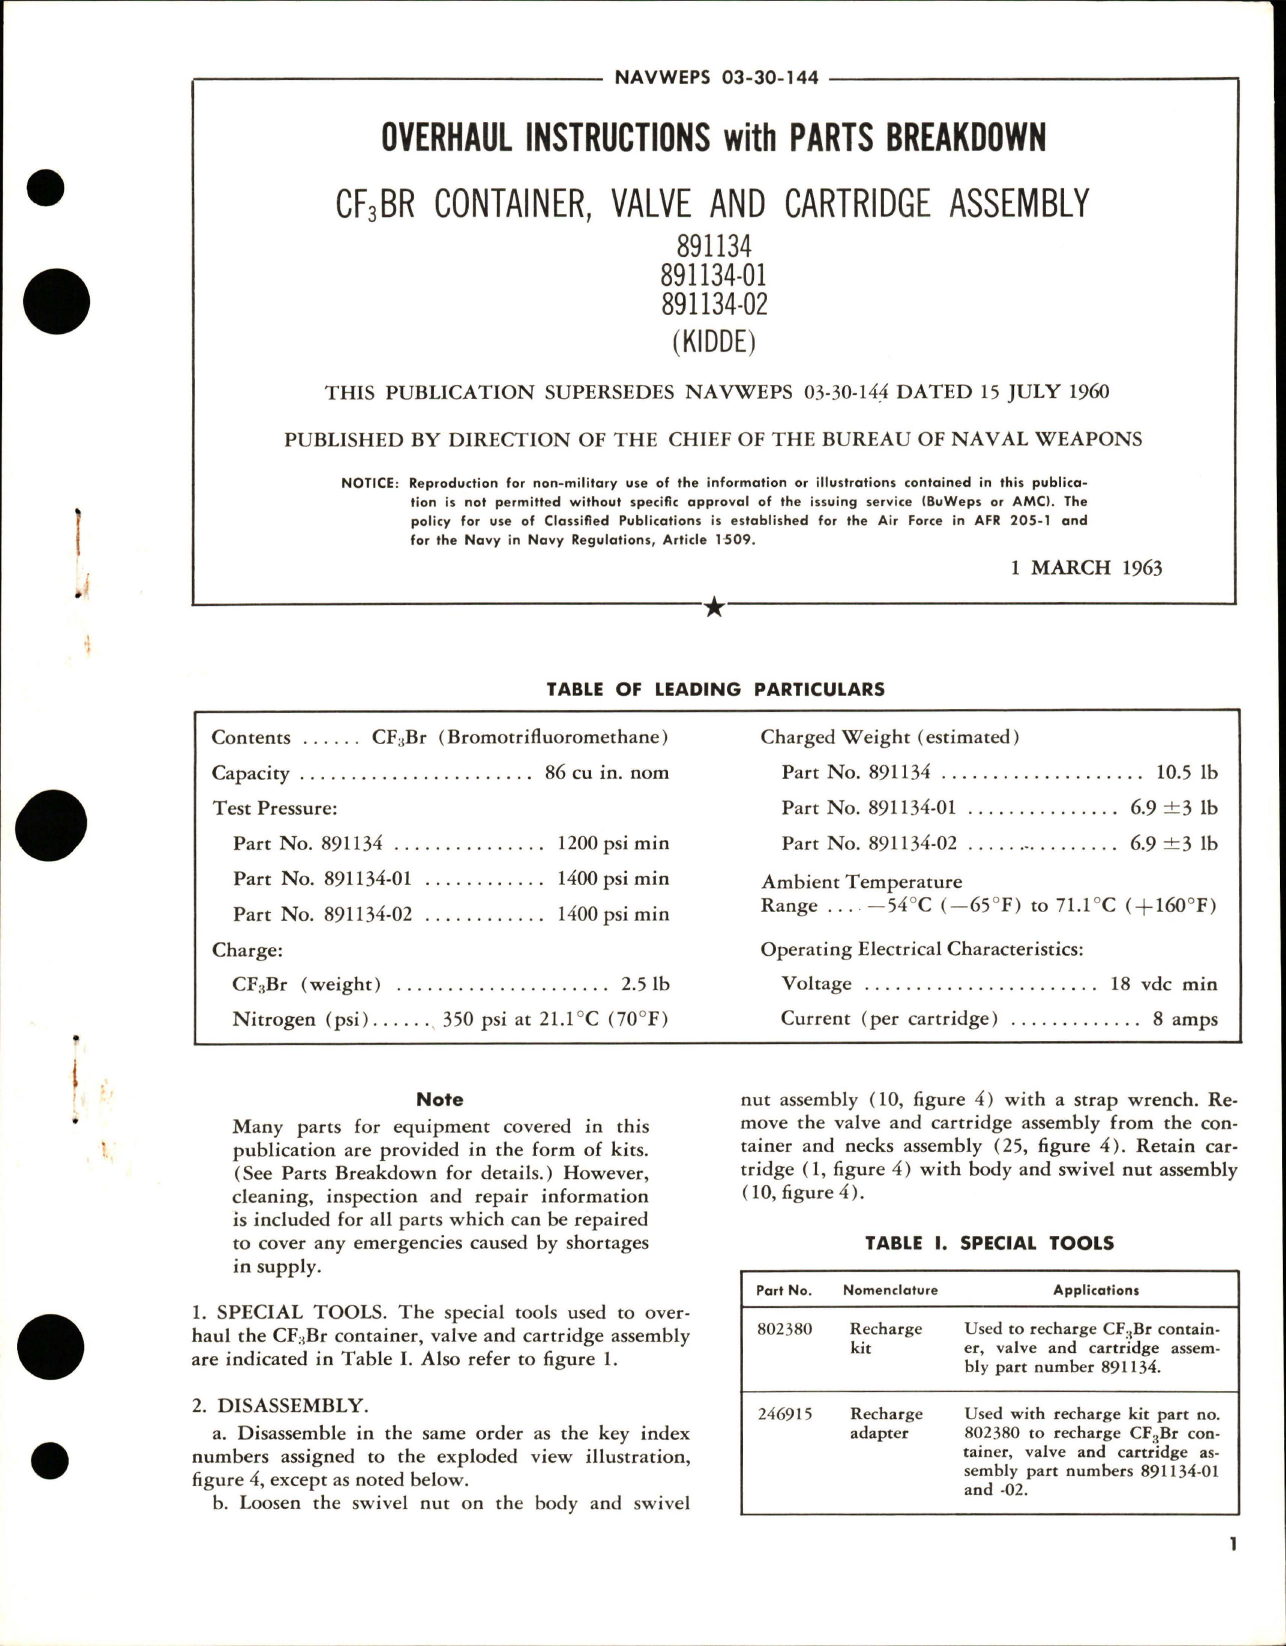 NAVWEPS 03-30-144
OVERHAUL INSTRUCTIONS with PARTS BREAKDOWN
CF₃BR CONTAINER, VALVE AND CARTRIDGE ASSEMBLY
891134
891134-01
891134-02
(KIDDE)
THIS PUBLICATION SUPERSEDES NAVWEPS 03-30-144 DATED 15 JULY 1960
PUBLISHED BY DIRECTION OF THE CHIEF OF THE BUREAU OF NAVAL WEAPONS
NOTICE: Reproduction for non-military use of the information or illustrations contained in this publica-
tion is not permitted without specific approval of the issuing service (BuWeps or AMC). The
policy for use of Classified Publications is established for the Air Force in AFR 205-1 and
for the Navy in Navy Regulations, Article 1509.
1 MARCH 1963
TABLE OF LEADING PARTICULARS
Contents ...... CF₃Br (Bromotrifluoromethane)
Capacity ....................... 86 cu in. nom
Test Pressure:
Part No. 891134 ............... 1200 psi min
Part No. 891134-01 ............ 1400 psi min
Part No. 891134-02 ............ 1400 psi min
Charge:
CF₃Br (weight) ..................... 2.5 lb
Nitrogen (psi)...... 350 psi at 21.1°C (70°F)
Charged Weight (estimated)
Part No. 891134 .................... 10.5 lb
Part No. 891134-01 ............... 6.9 ±3 lb
Part No. 891134-02 ............... 6.9 ±3 lb
Ambient Temperature
Range .... —54°C (—65°F) to 71.1°C (+160°F)
Operating Electrical Characteristics:
Voltage ....................... 18 vdc min
Current (per cartridge) ............. 8 amps
Note
Many parts for equipment covered in this
publication are provided in the form of kits.
(See Parts Breakdown for details.) However,
cleaning, inspection and repair information
is included for all parts which can be repaired
to cover any emergencies caused by shortages
in supply.
1. SPECIAL TOOLS. The special tools used to over-
haul the CF₃Br container, valve and cartridge assembly
are indicated in Table I. Also refer to figure 1.
2. DISASSEMBLY.
a. Disassemble in the same order as the key index
numbers assigned to the exploded view illustration,
figure 4, except as noted below.
b. Loosen the swivel nut on the body and swivel
nut assembly (10, figure 4) with a strap wrench. Re-
move the valve and cartridge assembly from the con-
tainer and necks assembly (25, figure 4). Retain car-
tridge (1, figure 4) with body and swivel nut assembly
(10, figure 4).
TABLE I. SPECIAL TOOLS
Part No. Nomenclature Applications
802380 Recharge kit Used to recharge CF₃Br contain-
er, valve and cartridge assem-
bly part number 891134.
246915 Recharge adapter Used with recharge kit part no.
802380 to recharge CF₃Br con-
tainer, valve and cartridge as-
sembly part numbers 891134-01
and -02.
1